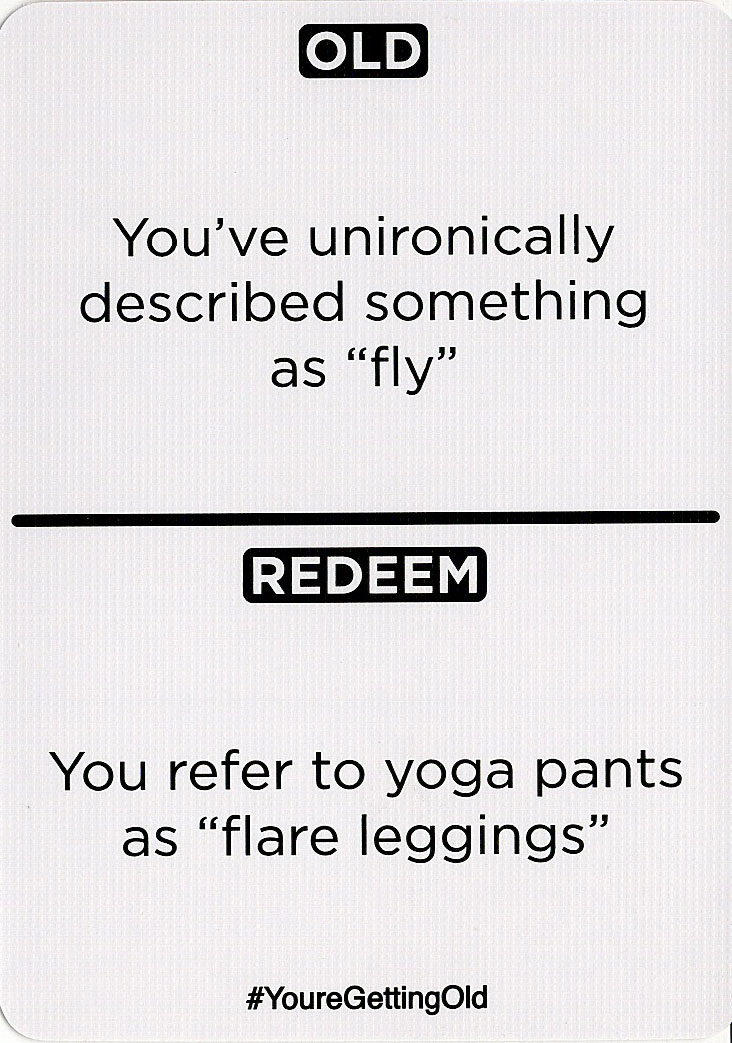 OLD
You’ve unironically
described something
as “fly”
REDEEM
You refer to yoga pants
as “flare leggings”
#YoureGettingOld